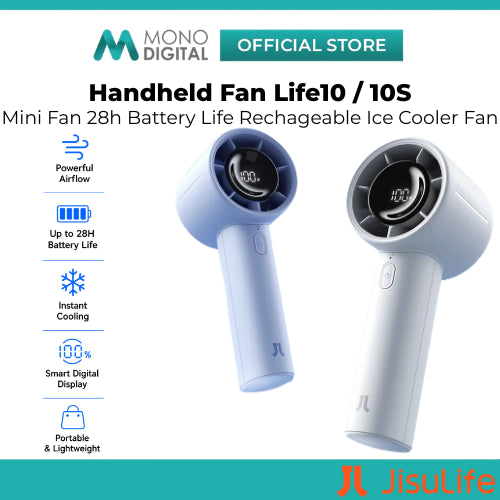 MONO
DIGITAL
OFFICIAL STORE
Handheld Fan Life10 / 10S
Mini Fan 28h Battery Life Rechageable Ice Cooler Fan
Powerful
Airflow
Up to 28H
Battery Life
Instant
Cooling
100%
Smart Digital
Display
Portable
& Lightweight
100
100
JisuLife